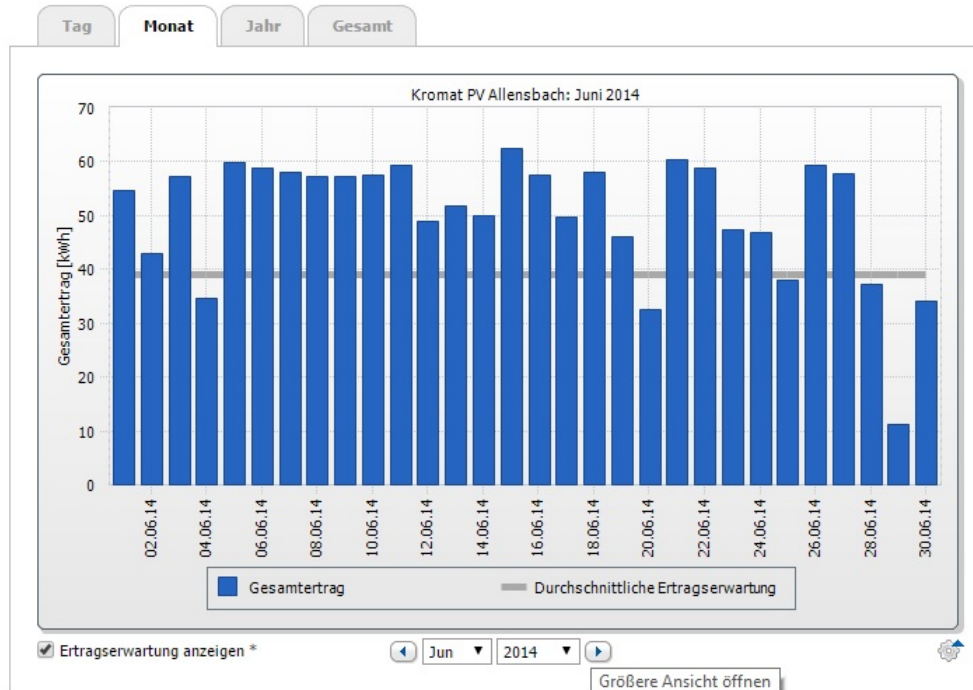 Tag Monat Jahr Gesamt
Kromat PV Allensbach: Juni 2014
Gesamtertrag [kWh]
70
60
50
40
30
20
10
0
02.06.14 04.06.14 06.06.14 08.06.14 10.06.14 12.06.14 14.06.14 16.06.14 18.06.14 20.06.14 22.06.14 24.06.14 26.06.14 28.06.14 30.06.14
Gesamtertrag Durchschnittliche Ertragserwartung
Ertragserwartung anzeigen * Jun 2014
Größere Ansicht öffnen